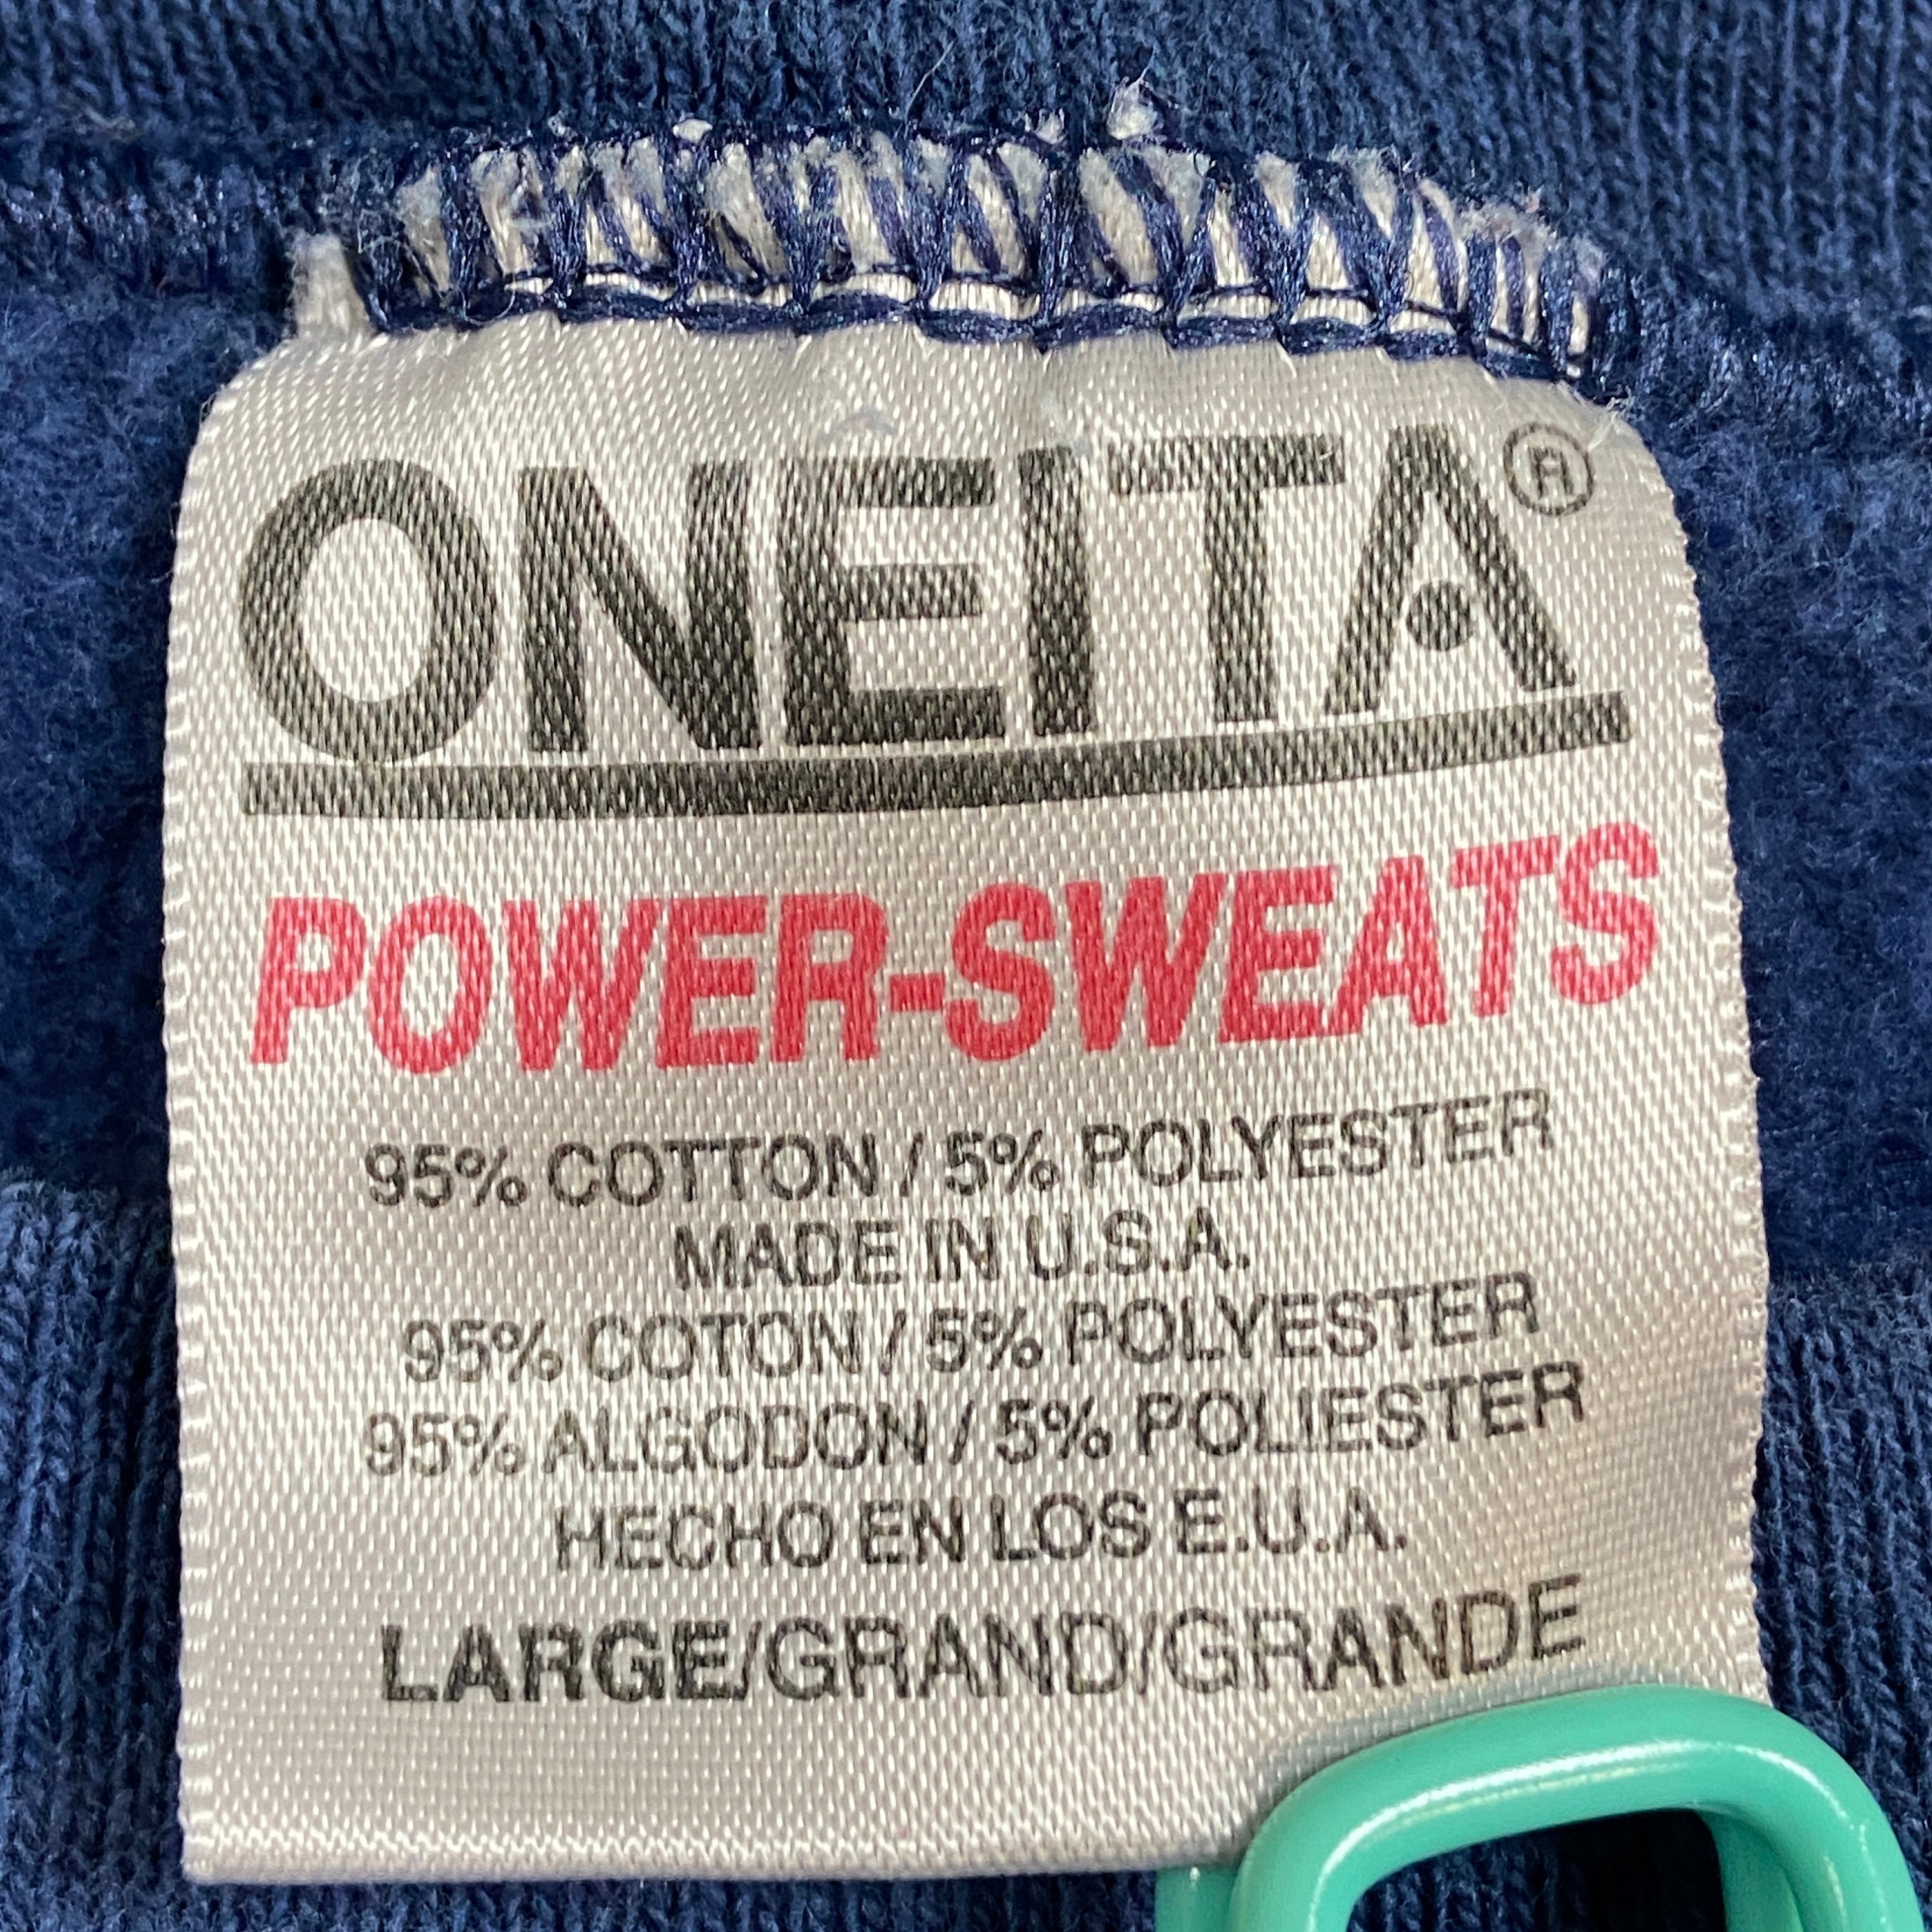 ONEITA®
POWER-SWEATS
95% COTTON / 5% POLYESTER
MADE IN U.S.A.
95% COTON / 5% POLYESTER
95% ALGODON / 5% POLIESTER
HECHO EN LOS E.U.A.
LARGE/GRAND/GRANDE